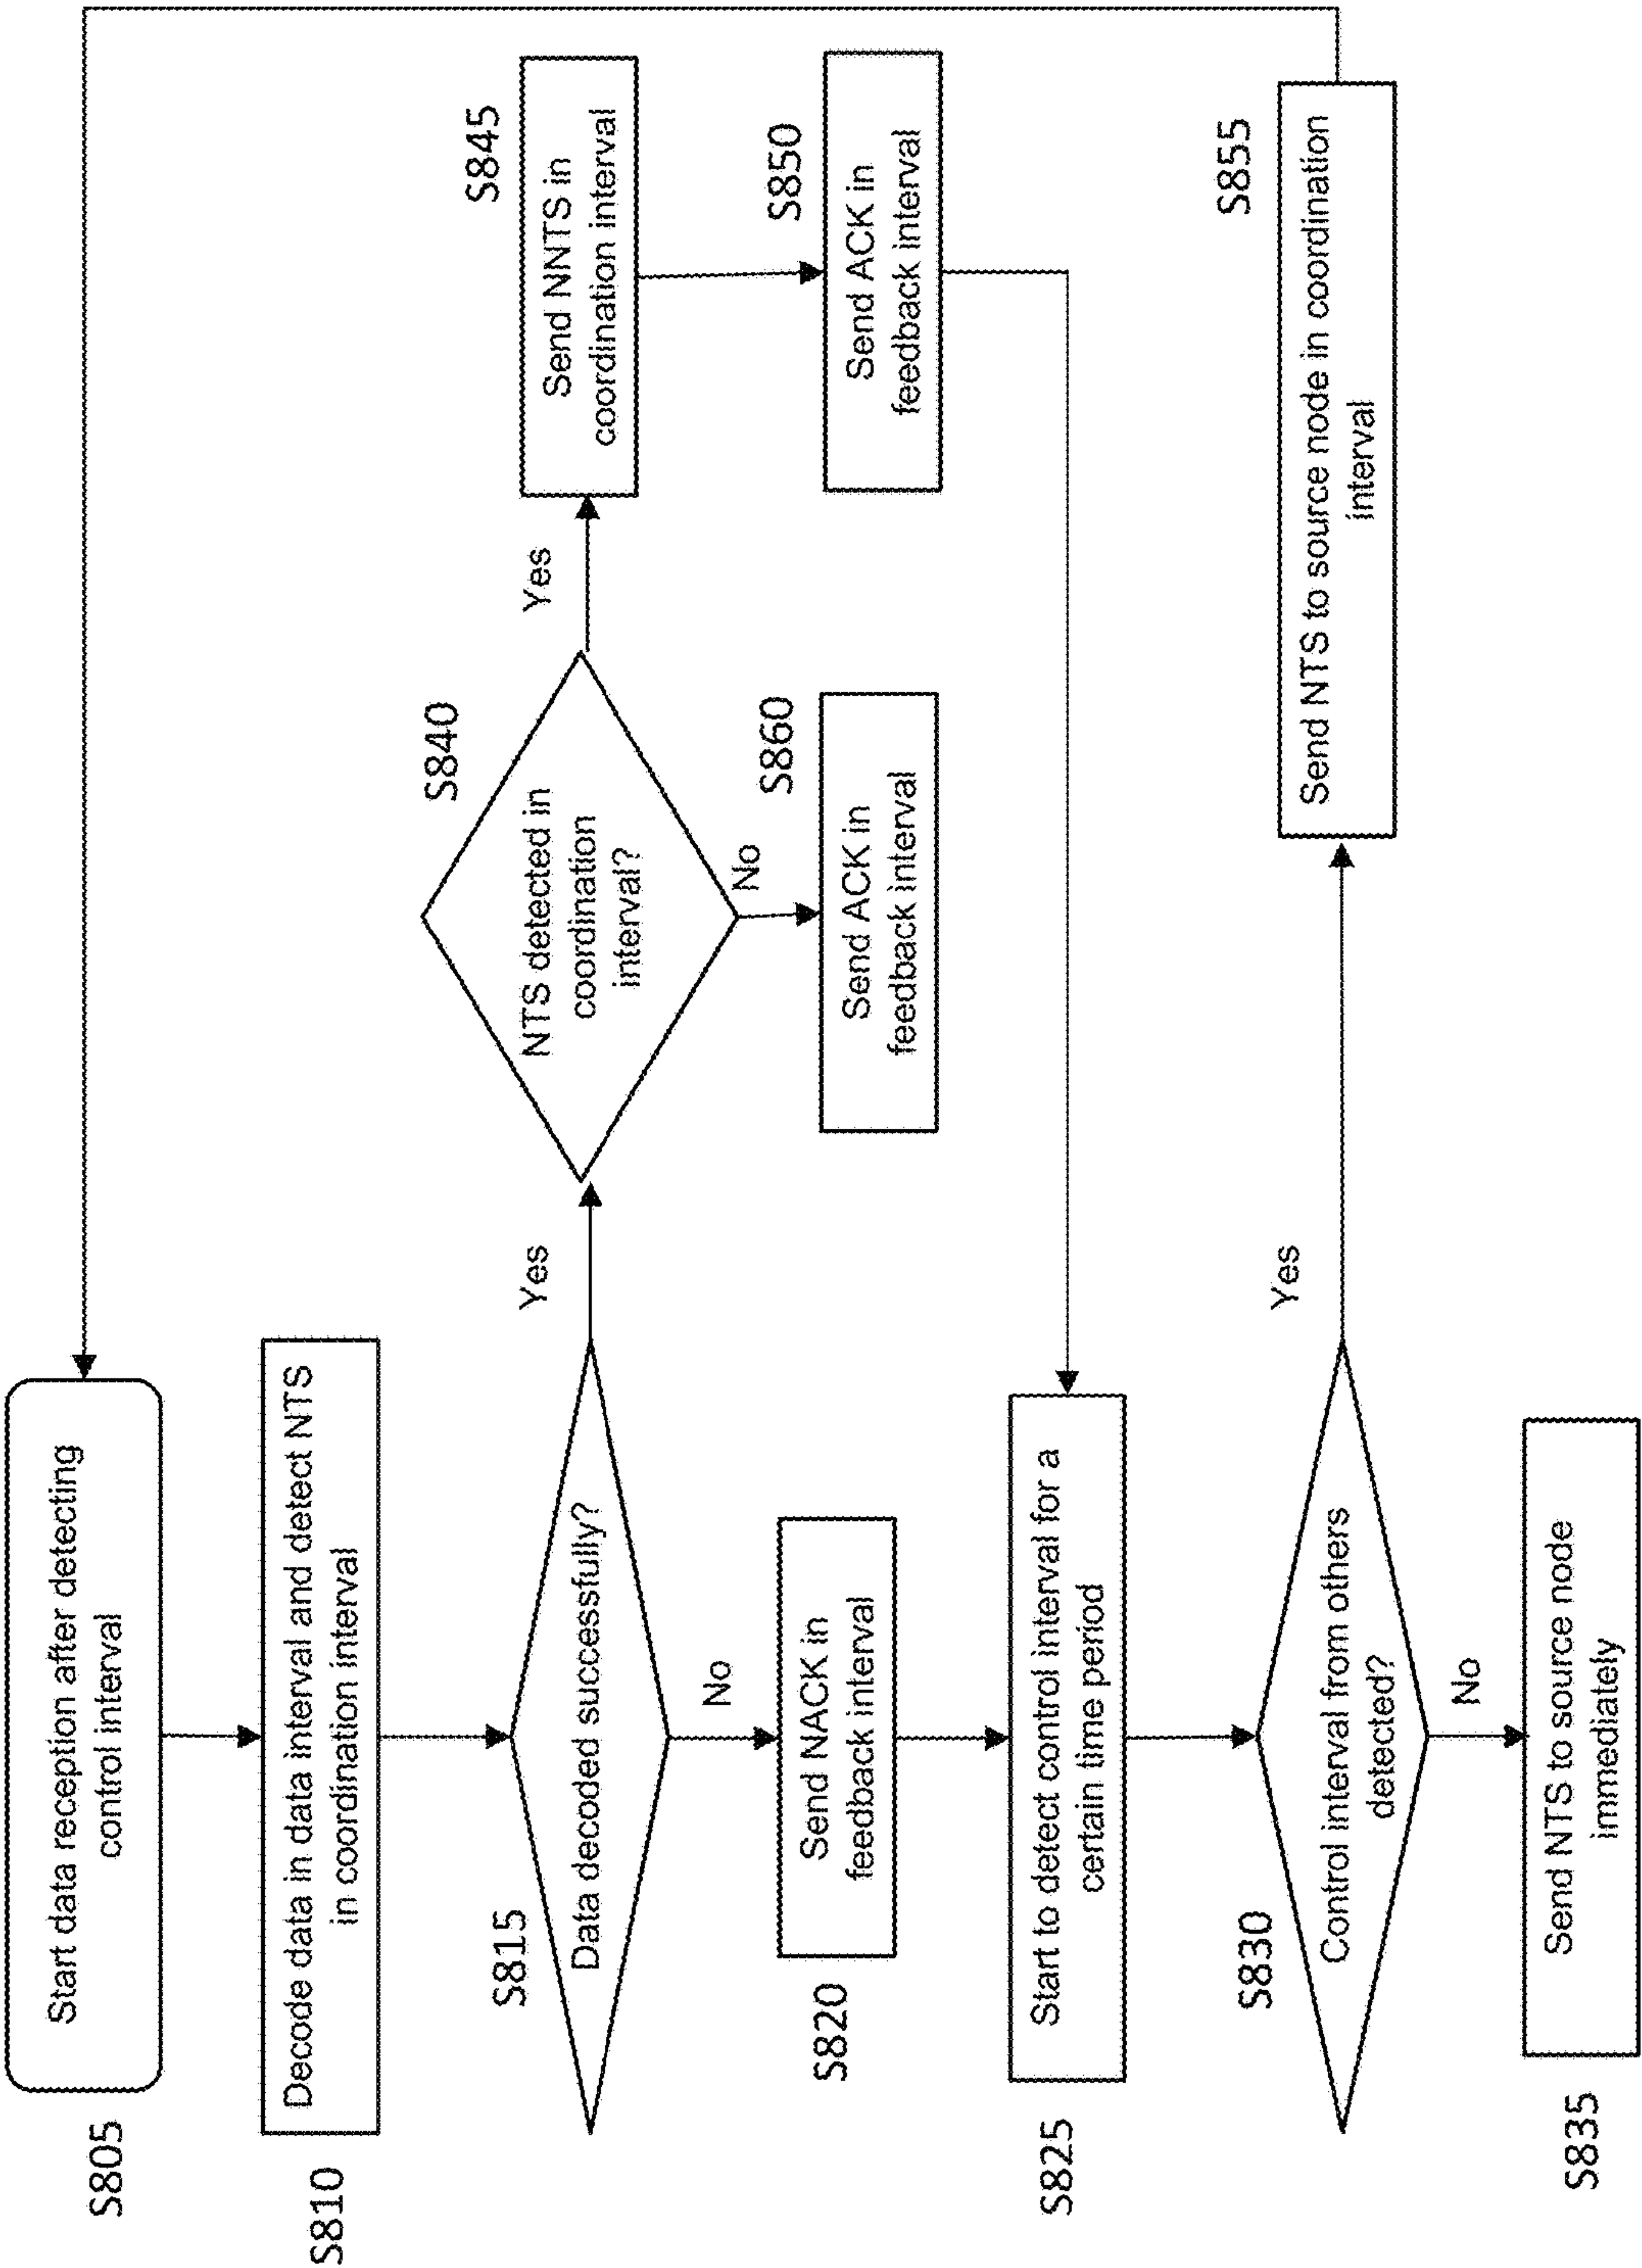 S805
Start data reception after detecting
control interval
S810
Decode data in data interval and detect NTS
in coordination interval
S815
Data decoded successfully?
Yes
No
S840
NTS detected in
coordination
interval?
Yes
No
S845
Send NNTS in
coordination interval
S820
Send NACK in
feedback interval
S860
Send ACK in
feedback interval
S850
Send ACK in
feedback interval
S825
Start to detect control interval for a
certain time period
S830
Control interval from others
detected?
Yes
No
S855
Send NTS to source node in coordination
interval
S835
Send NTS to source node
immediately